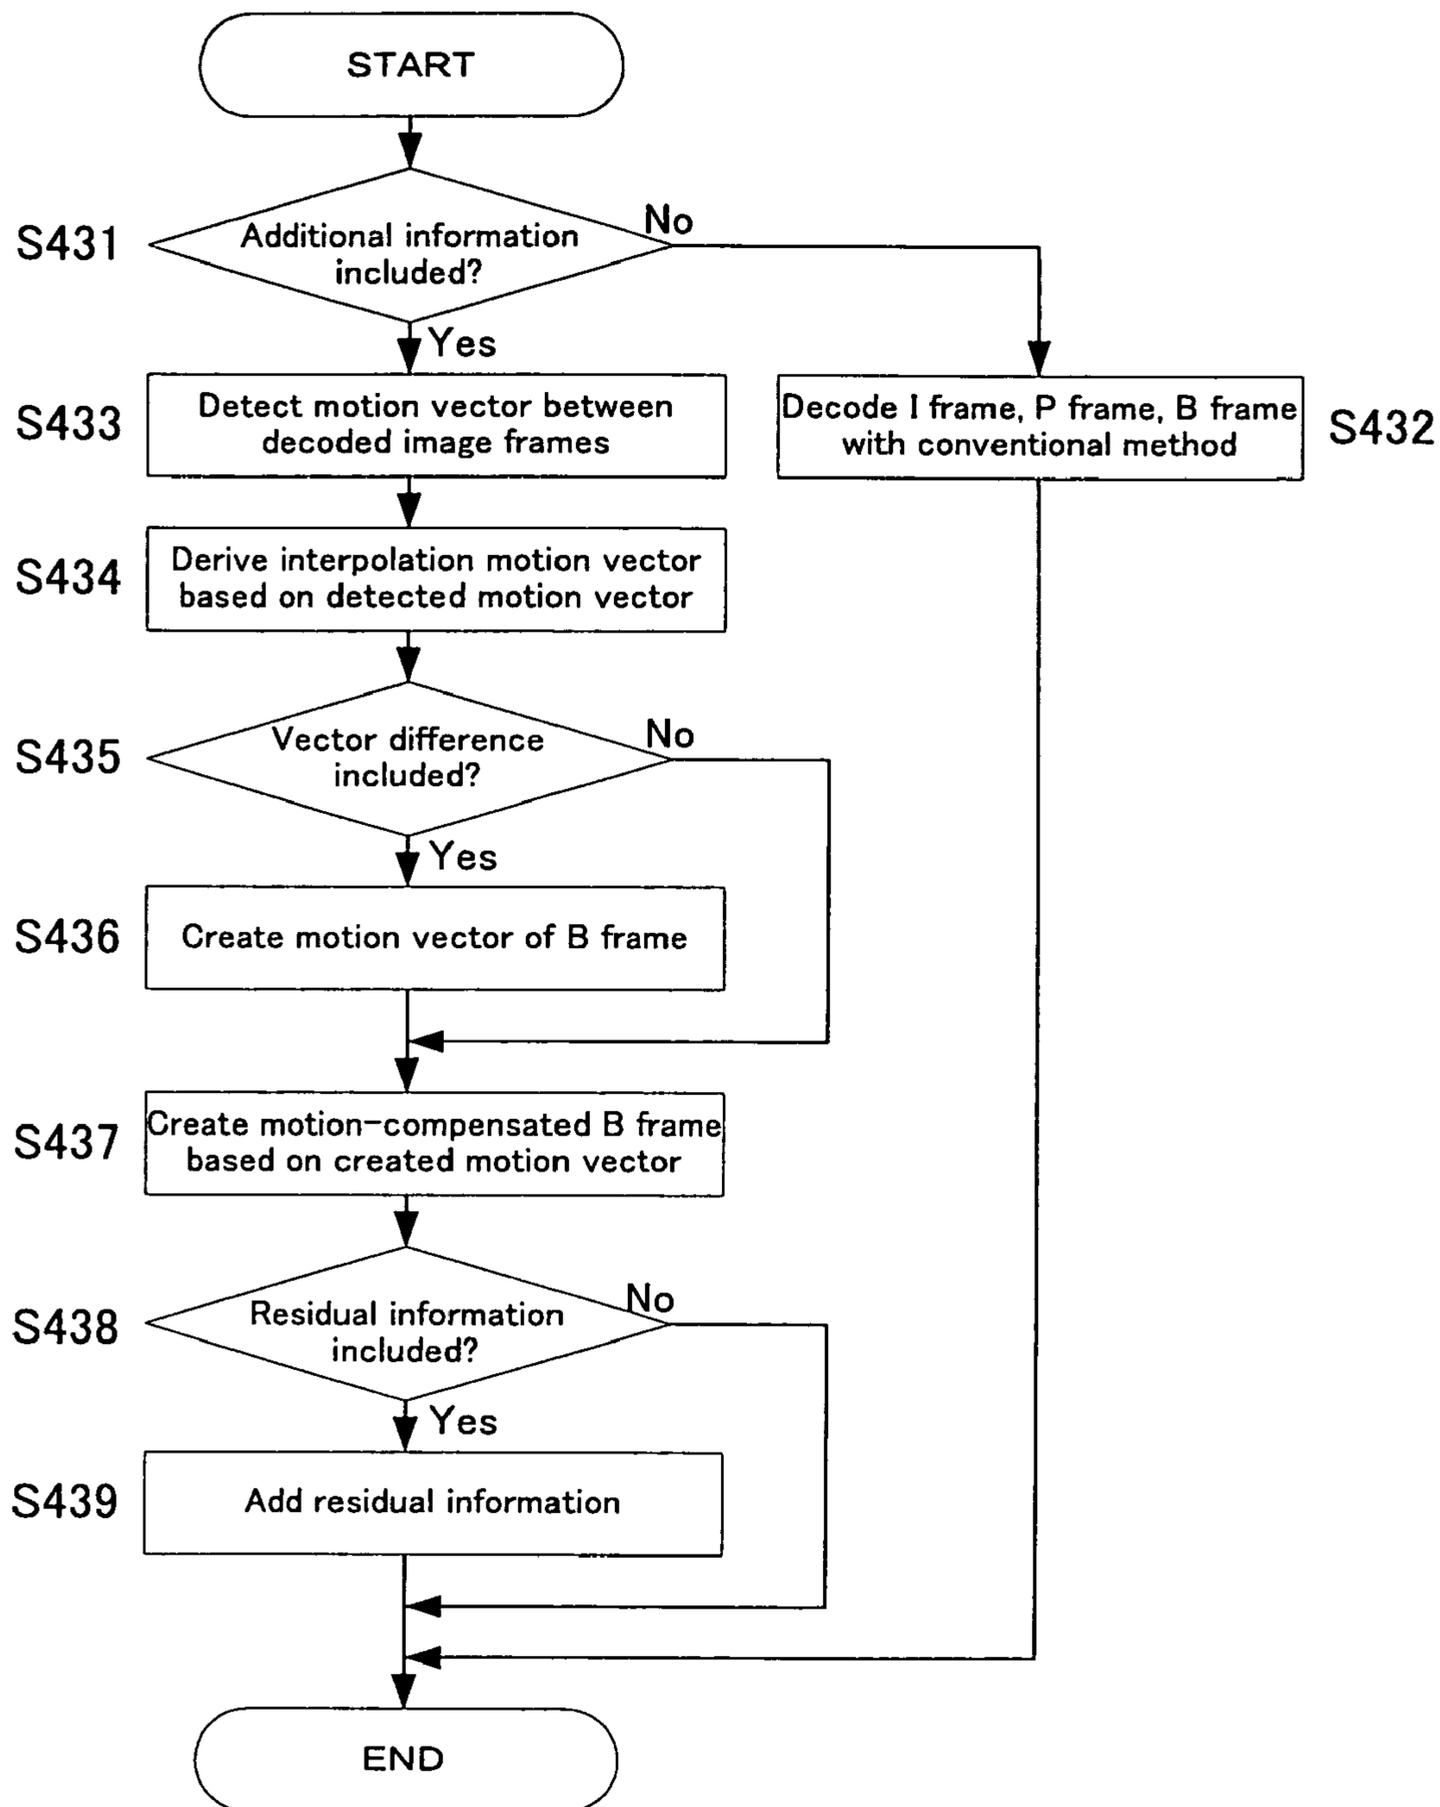 START
S431
Additional information
included?
No
Yes
S433
Detect motion vector between
decoded image frames
Decode I frame, P frame, B frame
with conventional method
S432
S434
Derive interpolation motion vector
based on detected motion vector
S435
Vector difference
included?
No
Yes
S436
Create motion vector of B frame
S437
Create motion-compensated B frame
based on created motion vector
S438
Residual information
included?
No
Yes
S439
Add residual information
END